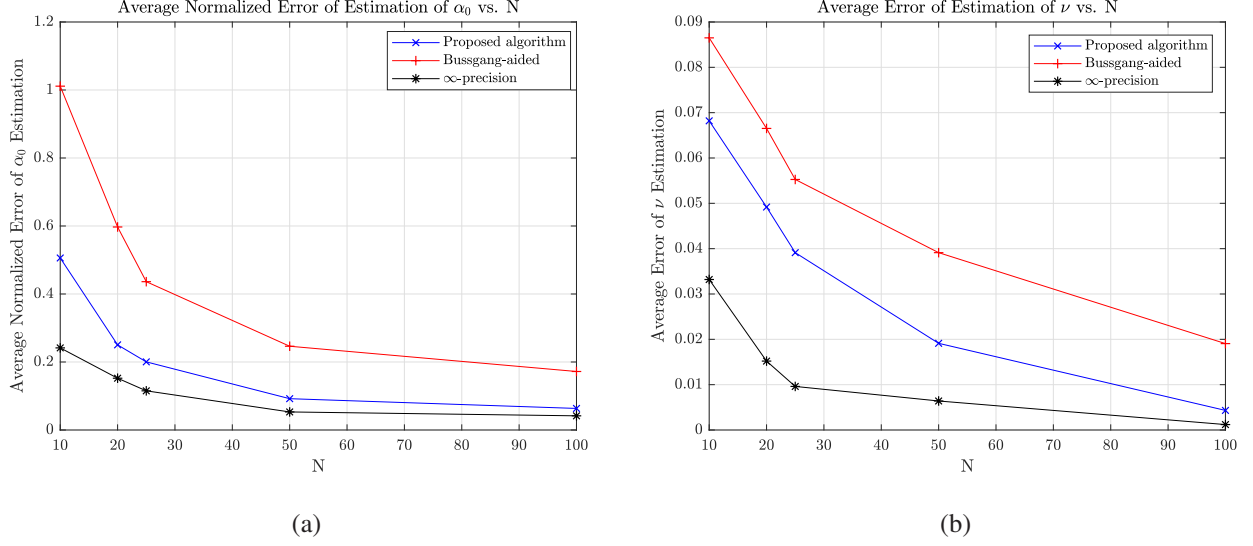 Average Normalized Error of Estimation of α₀ vs. N
1.2
1
0.8
0.6
0.4
0.2
0
Average Normalized Error of α₀ Estimation
Proposed algorithm
Bussgang-aided
∞-precision
10 20 30 40 50 60 70 80 90 100
N
(a)
Average Error of Estimation of ν vs. N
0.09
0.08
0.07
0.06
0.05
0.04
0.03
0.02
0.01
0
Average Error of ν Estimation
Proposed algorithm
Bussgang-aided
∞-precision
10 20 30 40 50 60 70 80 90 100
N
(b)